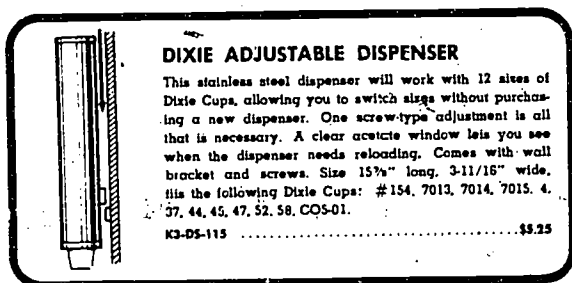 DIXIE ADJUSTABLE DISPENSER
This stainless steel dispenser will work with 12 sizes of
Dixie Cups, allowing you to switch sizes without purchas-
ing a new dispenser. One screw-type adjustment is all
that is necessary. A clear acetate window lets you see
when the dispenser needs reloading. Comes with wall
bracket and screws. Size long, 3-11/16" wide,
fits the following Dixie Cups: #154, 7013, 7014, 7015, 4,
37, 44, 45, 47, 52, 58, COS-01.
K3-DS-115 ........................................$5.25